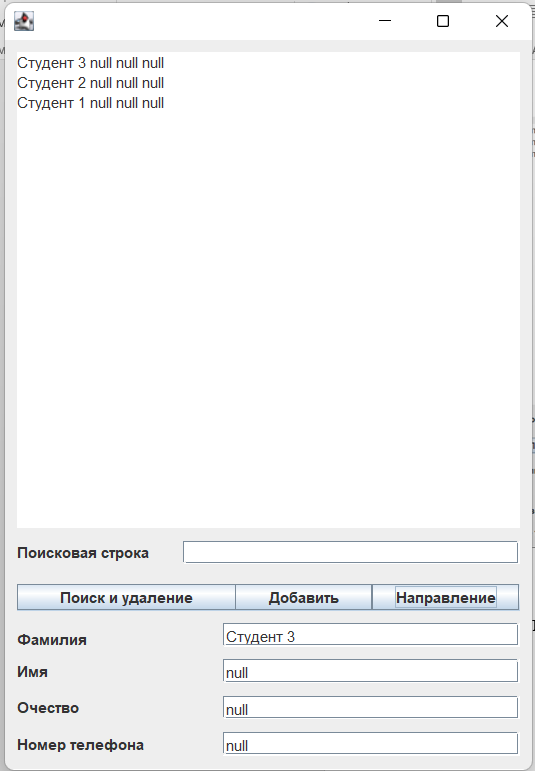 Студент 3 null null null
Студент 2 null null null
Студент 1 null null null
Поисковая строка
Поиск и удаление Добавить Направление
Фамилия Студент 3
Имя null
Очество null
Номер телефона null